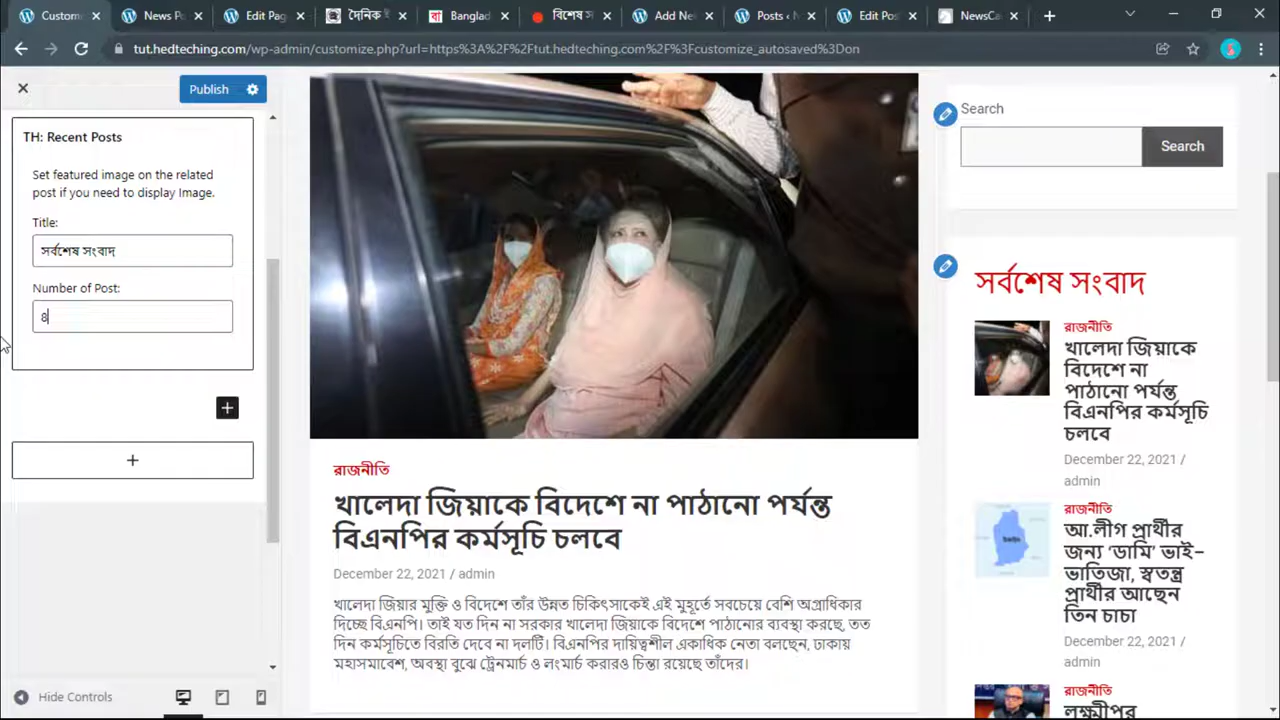 Custom
News P
Edit Pag
দৈনিক
বা Banglad
বিশেষ স
Add Ne
Posts
Edit Pos
NewsCa
tut.hedteching.com/wp-admin/customize.php?url=https%3A%2F%2Ftut.hedteching.com%2F%3Fcustomize_autosaved%3Don
Publish
TH: Recent Posts
Set featured image on the related
post if you need to display Image.
Title:
সর্বশেষ সংবাদ
Number of Post:
8
Hide Controls
রাজনীতি
খালেদা জিয়াকে বিদেশে না পাঠানো পর্যন্ত
বিএনপির কর্মসূচি চলবে
December 22, 2021 / admin
খালেদা জিয়ার মুক্তি ও বিদেশে তাঁর উন্নত চিকিৎসাকেই এই মুহূর্তে সবচেয়ে বেশি অগ্রাধিকার
দিচ্ছে বিএনপি। তাই যত দিন না সরকার খালেদা জিয়াকে বিদেশে পাঠানোর ব্যবস্থা করছে, তত
দিন কর্মসূচিতে বিরতি দেবে না দলটি। বিএনপির দায়িত্বশীল একাধিক নেতা বলছেন, ঢাকায়
মহাসমাবেশ, অবস্থা বুঝে ট্রেনমার্চ ও লংমার্চ করারও চিন্তা রয়েছে তাঁদের।
Search
Search
সর্বশেষ সংবাদ
রাজনীতি
খালেদা জিয়াকে
বিদেশে না
পাঠানো পর্যন্ত
বিএনপির কর্মসূচি
চলবে
December 22, 2021 /
admin
রাজনীতি
আ.লীগ প্রার্থীর
জন্য ‘ডামি’ ভাই–
ভাতিজা, স্বতন্ত্র
প্রার্থীর আছেন
তিন চাচা
December 22, 2021 /
admin
রাজনীতি
লক্ষ্মীপুর